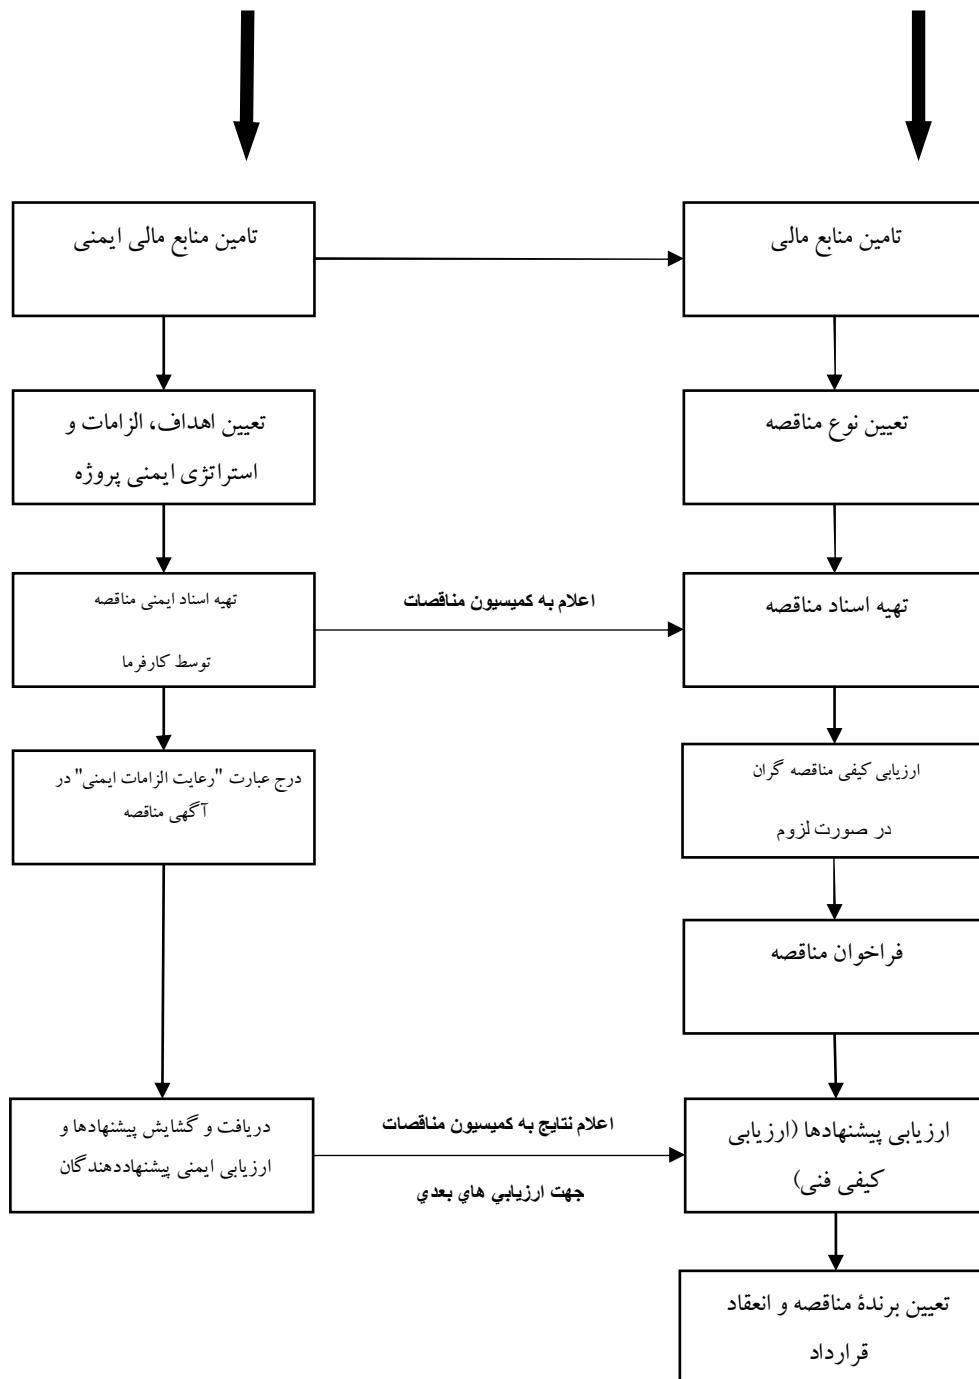 تامین منابع مالی
تامین منابع مالی ایمنی
تعیین نوع مناقصه
تعیین اهداف، الزامات و
استراتژی ایمنی پروژه
تهیه اسناد مناقصه
اعلام به کمیسیون مناقصات
تهیه اسناد ایمنی مناقصه
توسط کارفرما
ارزیابی کیفی مناقصه گران
در صورت لزوم
درج عبارت "رعایت الزامات ایمنی" در
آگهی مناقصه
فراخوان مناقصه
ارزیابی پیشنهادها (ارزیابی
کیفی فنی)
اعلام نتایج به کمیسیون مناقصات
جهت ارزيابي هاي بعدي
دریافت و گشایش پیشنهادها و
ارزیابی ایمنی پیشنهاددهندگان
تعیین برندۀ مناقصه و انعقاد
قرارداد